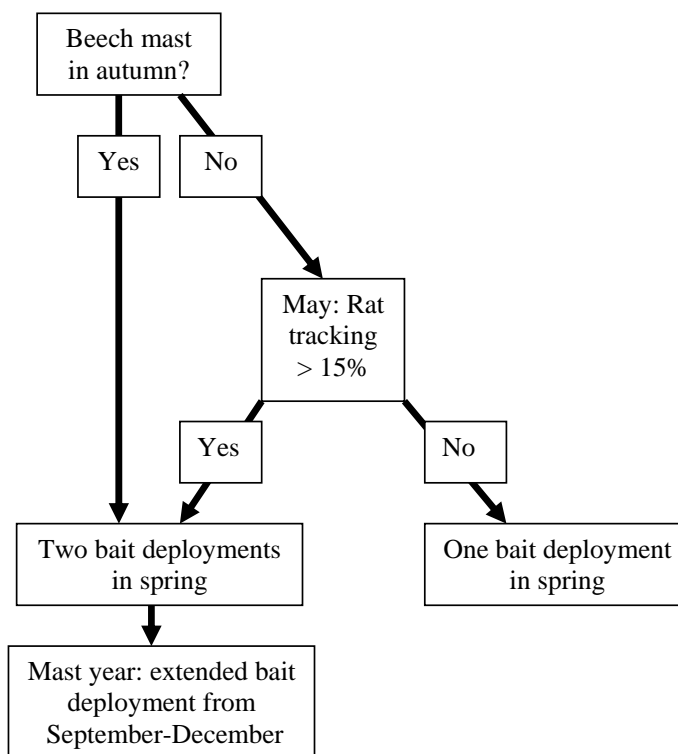 Beech mast
in autumn?
Yes
No
May: Rat
tracking
> 15%
Yes
No
Two bait deployments
in spring
One bait deployment
in spring
Mast year: extended bait
deployment from
September-December